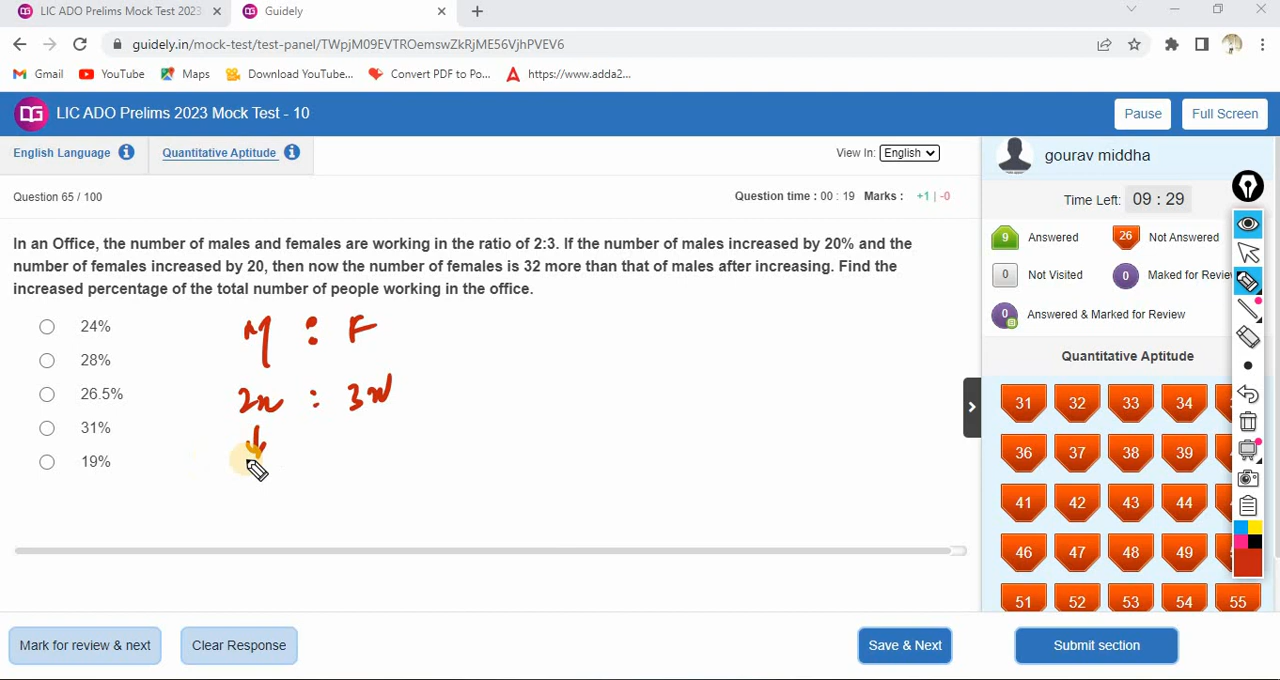 LIC ADO Prelims 2023 Mock Test 2023
Guidely
guidely.in/mock-test/test-panel/TWpjM09EVTROemswZkRjME56VjhPVEV6
Gmail YouTube Maps Download YouTube... Convert PDF to Po... https://www.adda2...
DG LIC ADO Prelims 2023 Mock Test - 10 Pause Full Screen
English Language Quantitative Aptitude View In: English
gourav middha
Question 65 / 100 Question time : 00 : 19 Marks : +1 | -0
Time Left: 09 : 29
In an Office, the number of males and females are working in the ratio of 2:3. If the number of males increased by 20% and the
number of females increased by 20, then now the number of females is 32 more than that of males after increasing. Find the
increased percentage of the total number of people working in the office.
24%
28%
26.5%
31%
19%
M : F
2x : 3x
9 Answered 26 Not Answered
0 Not Visited 0 Maked for Review
0 Answered & Marked for Review
Quantitative Aptitude
31 32 33 34
36 37 38 39
41 42 43 44
46 47 48 49
51 52 53 54 55
Mark for review & next Clear Response Save & Next Submit section